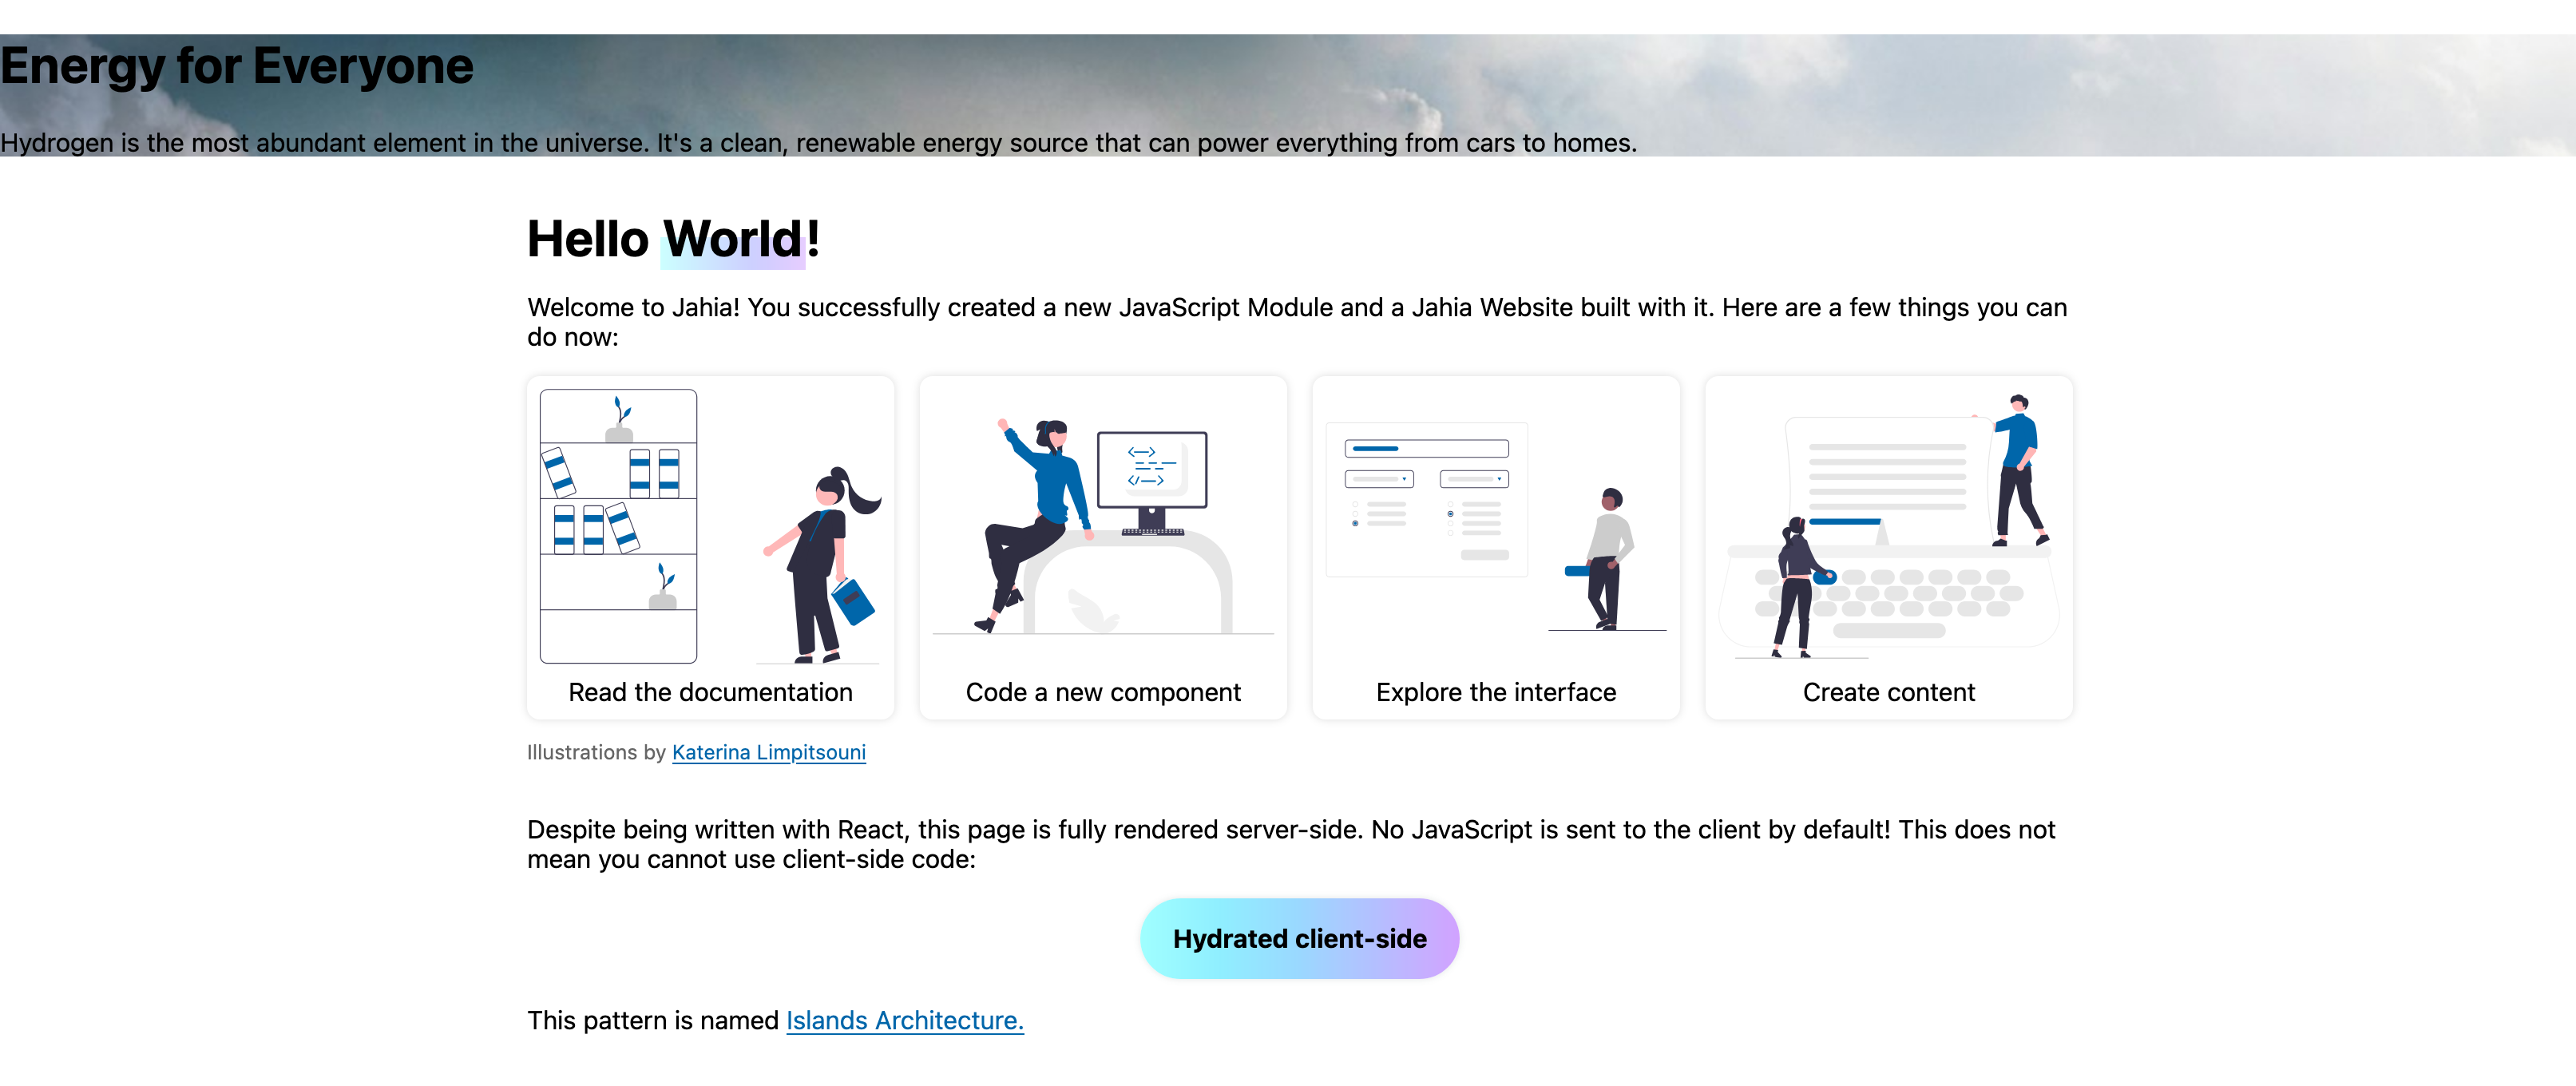 Energy for Everyone
Hydrogen is the most abundant element in the universe. It's a clean, renewable energy source that can power everything from cars to homes.
Hello World!
Welcome to Jahia! You successfully created a new JavaScript Module and a Jahia Website built with it. Here are a few things you can
do now:
Read the documentation
Code a new component
Explore the interface
Create content
Illustrations by Katerina Limpitsouni
Despite being written with React, this page is fully rendered server-side. No JavaScript is sent to the client by default! This does not
mean you cannot use client-side code:
Hydrated client-side
This pattern is named Islands Architecture.